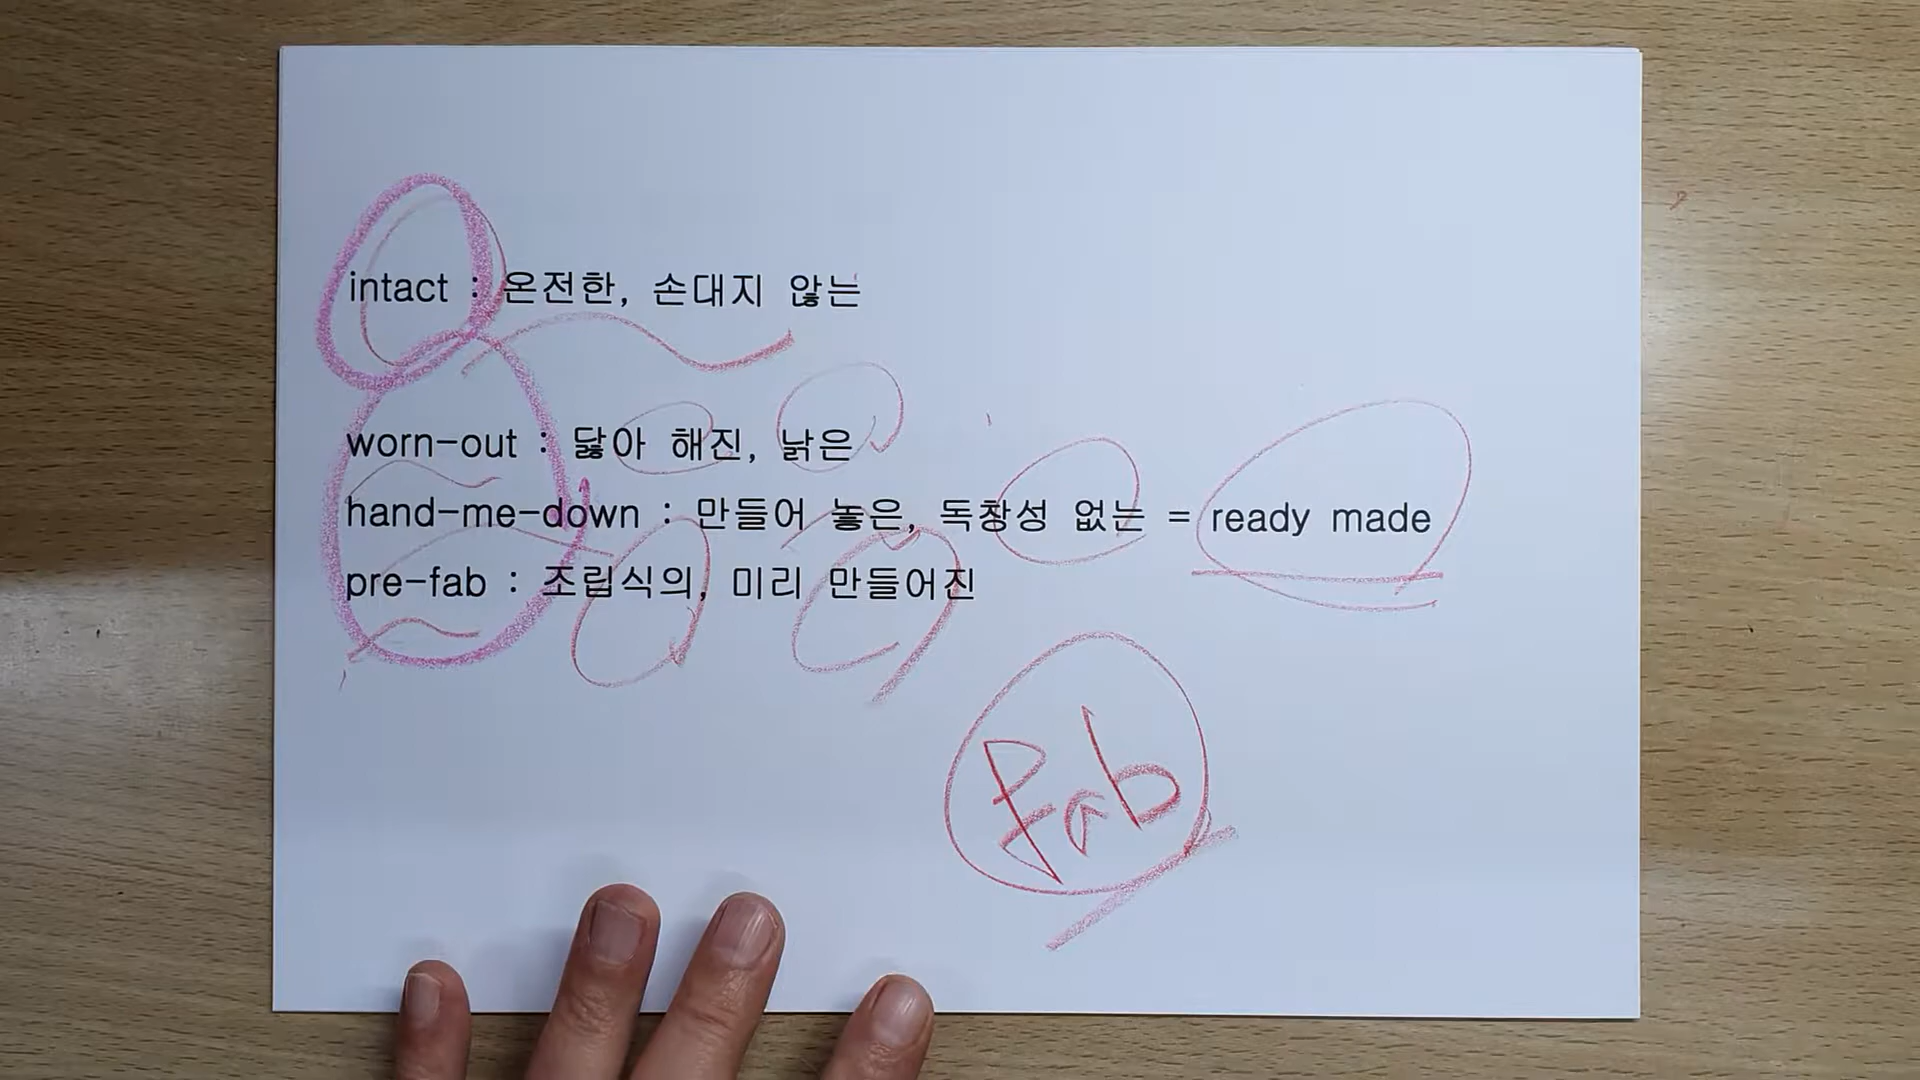 intact : 온전한, 손대지 않는
worn-out : 닳아 해진, 낡은
hand-me-down : 만들어 놓은, 독창성 없는 = ready made
pre-fab : 조립식의, 미리 만들어진
Fab